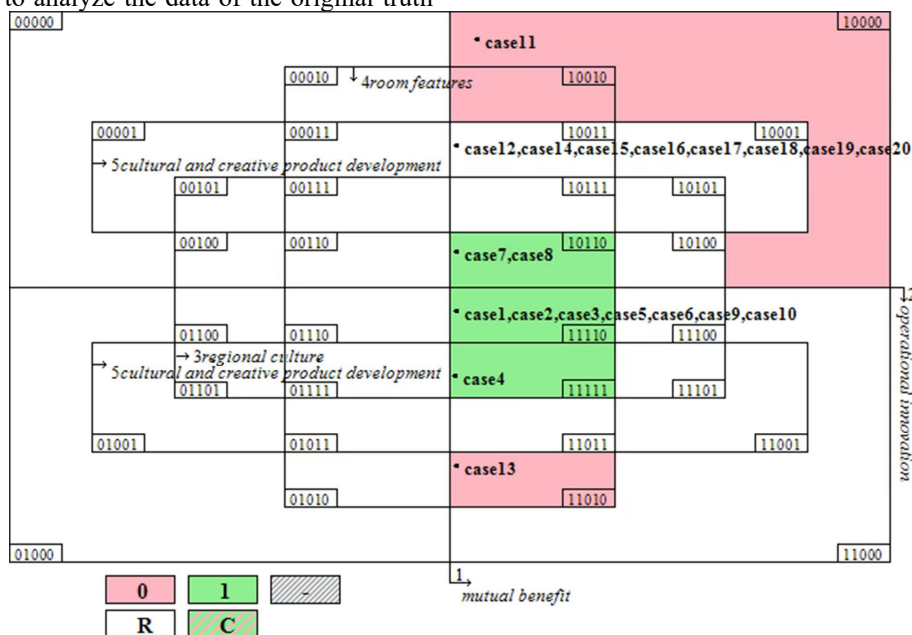 to analyze the data of the original truth
00000 10000
case11
00010 4room features 10010
00001 00011 10011 10001
case12,case14,case15,case16,case17,case18,case19,case20
5cultural and creative product development
00101 00111 10111 10101
00100 00110 10110 10100
case7,case8
2
operational innovation
case1,case2,case3,case5,case6,case9,case10
01100 01110 11110 11100
3regional culture
5cultural and creative product development
case4
01101 01111 11111 11101
01001 01011 11011 11001
case13
01010 11010
01000 11000
1
mutual benefit
0 1 -
R C